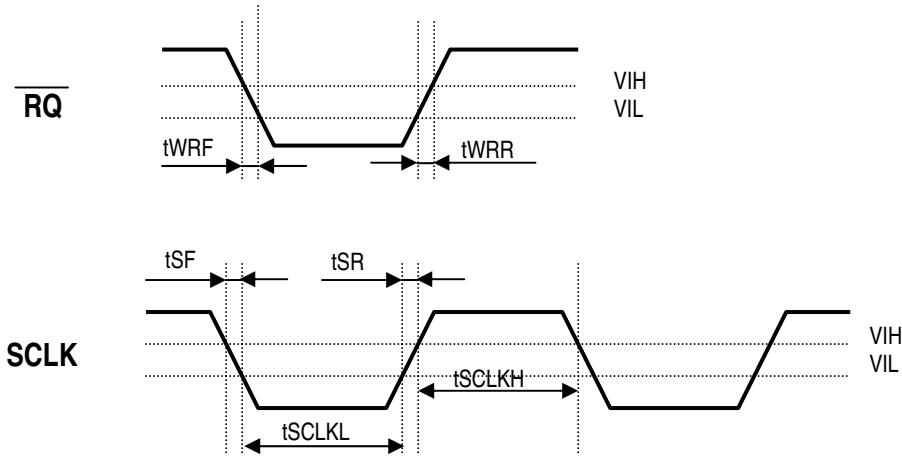 VIH
RQ
VIL
tWRF
tWRR
tSF
tSR
VIH
SCLK
VIL
tSCLKH
tSCLKL